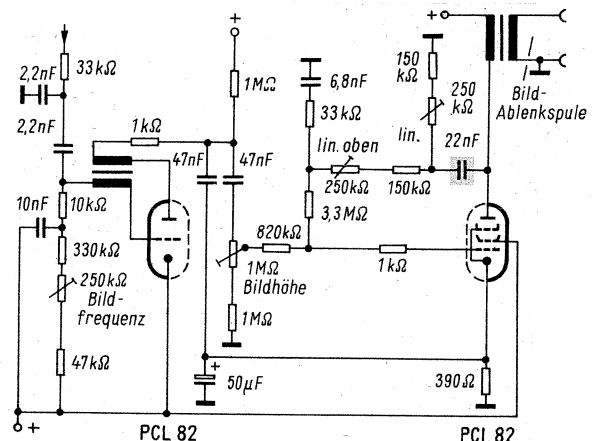 +
+
33kΩ
2,2nF
2,2nF
10nF
10kΩ
330kΩ
250kΩ
Bild-
frequenz
47kΩ
+
1kΩ
47nF
47nF
1MΩ
1MΩ
Bildhöhe
1MΩ
+
50µF
820kΩ
6,8nF
33kΩ
lin. oben
250kΩ
150kΩ
3,3MΩ
1kΩ
150
kΩ
250
kΩ
lin.
22nF
Bild-
Ablenkspule
390Ω
PCL 82
PCL 82